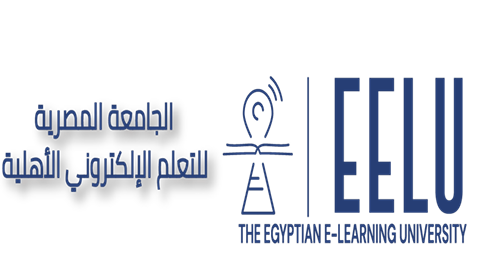 الجامعة المصرية
للتعلم الإلكتروني الأهلية
EELU
THE EGYPTIAN E-LEARNING UNIVERSITY